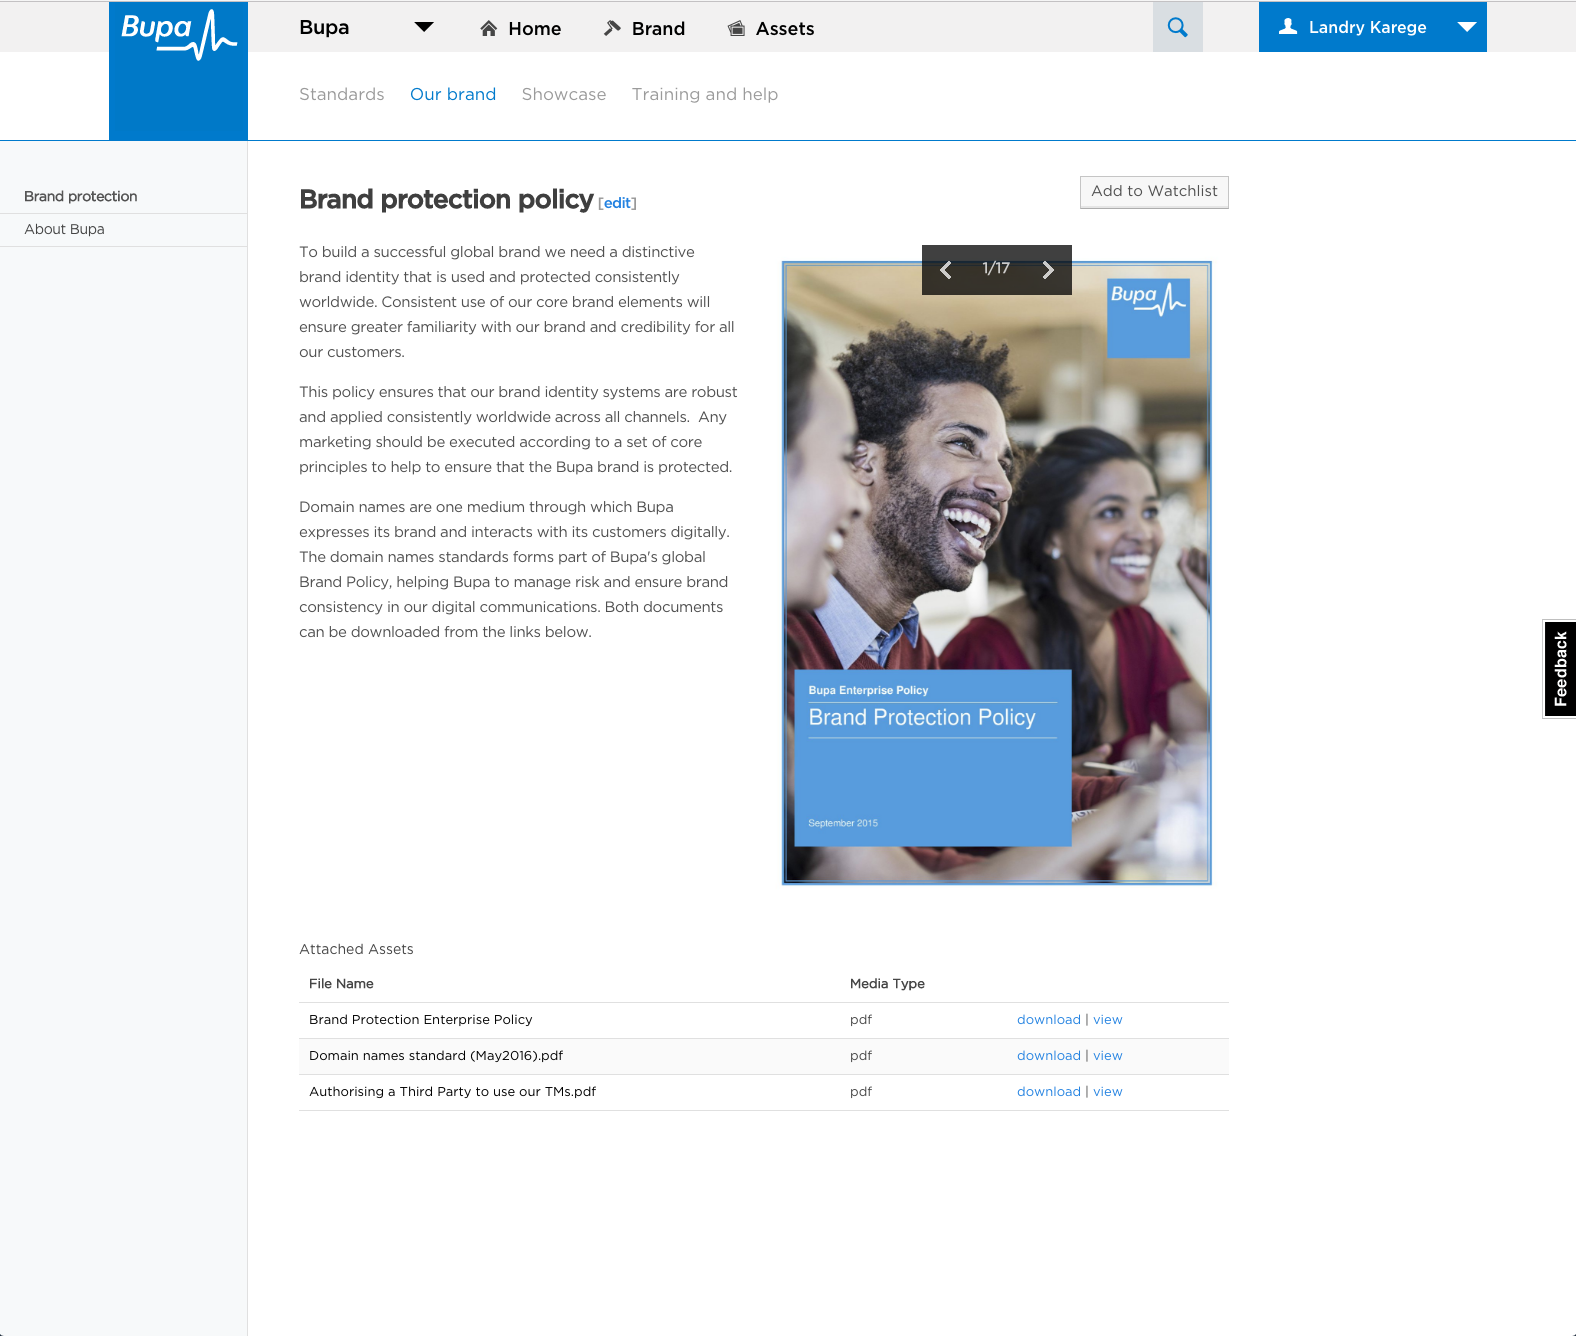 Bupa
Bupa
Home
Brand
Assets
Landry Karege
Standards
Our brand
Showcase
Training and help
Brand protection
About Bupa
Brand protection policy [edit]
Add to Watchlist
To build a successful global brand we need a distinctive
brand identity that is used and protected consistently
worldwide. Consistent use of our core brand elements will
ensure greater familiarity with our brand and credibility for all
our customers.
This policy ensures that our brand identity systems are robust
and applied consistently worldwide across all channels.  Any
marketing should be executed according to a set of core
principles to help to ensure that the Bupa brand is protected.
Domain names are one medium through which Bupa
expresses its brand and interacts with its customers digitally.
The domain names standards forms part of Bupa's global
Brand Policy, helping Bupa to manage risk and ensure brand
consistency in our digital communications. Both documents
can be downloaded from the links below.
1/17
Bupa
Bupa Enterprise Policy
Brand Protection Policy
September 2015
Feedback
Attached Assets
File Name Media Type
Brand Protection Enterprise Policy pdf download | view
Domain names standard (May2016).pdf pdf download | view
Authorising a Third Party to use our TMs.pdf pdf download | view